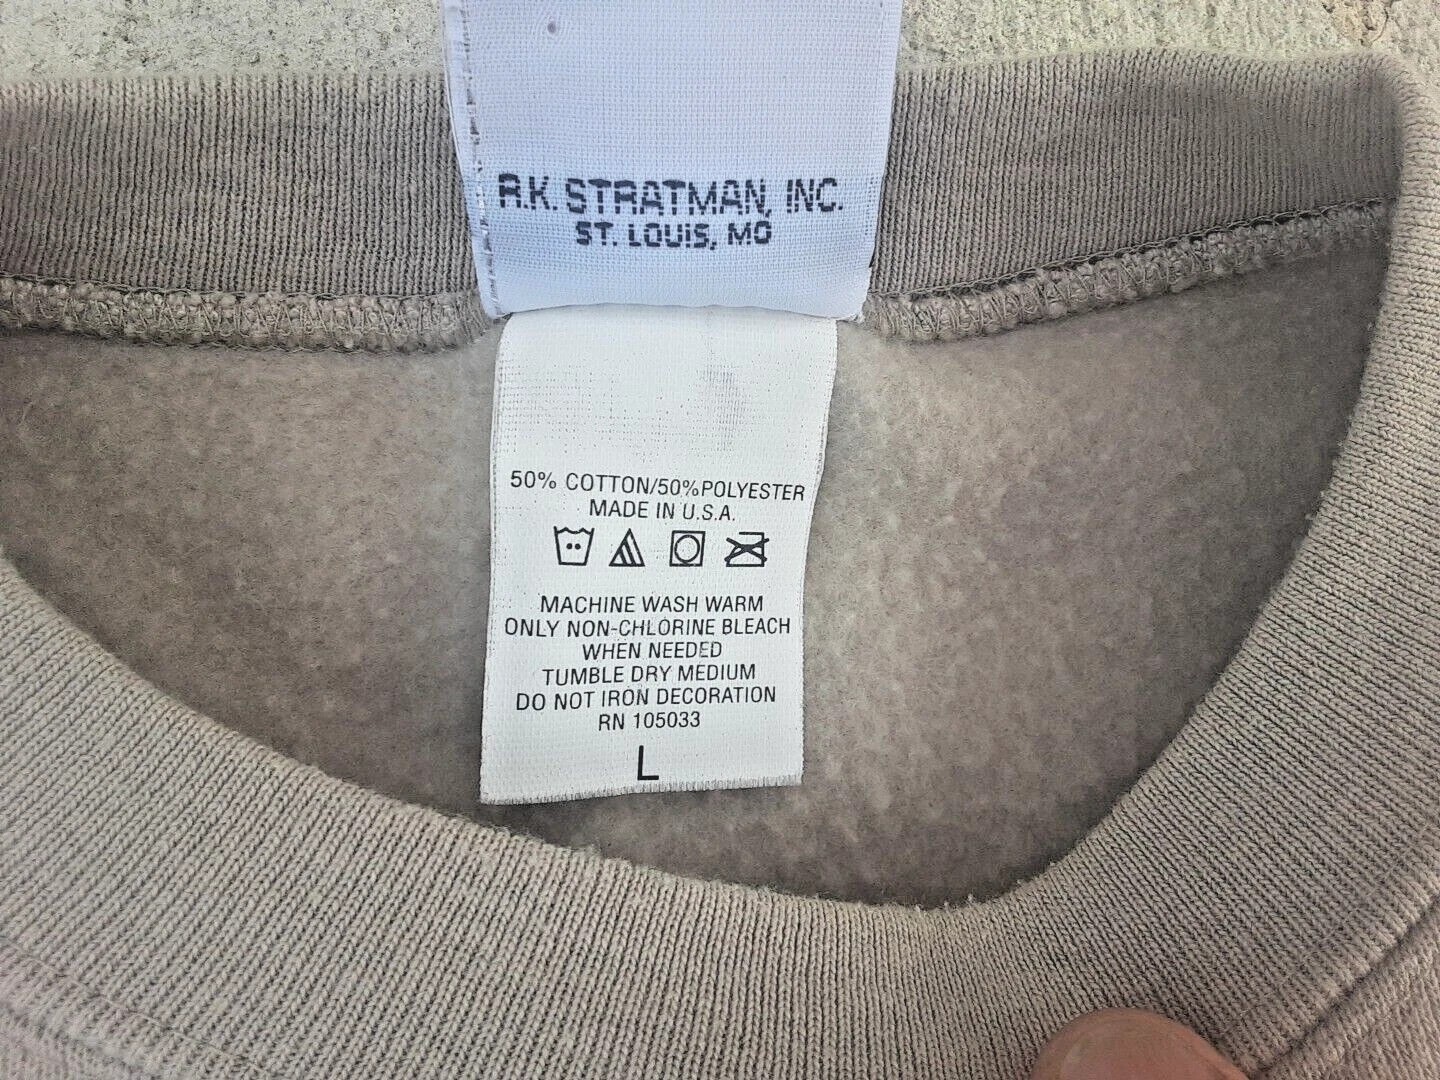 R.K. STRATMAN, INC.
ST. LOUIS, MO
50% COTTON/50%POLYESTER
MADE IN U.S.A.
MACHINE WASH WARM
ONLY NON-CHLORINE BLEACH
WHEN NEEDED
TUMBLE DRY MEDIUM
DO NOT IRON DECORATION
RN 105033
L